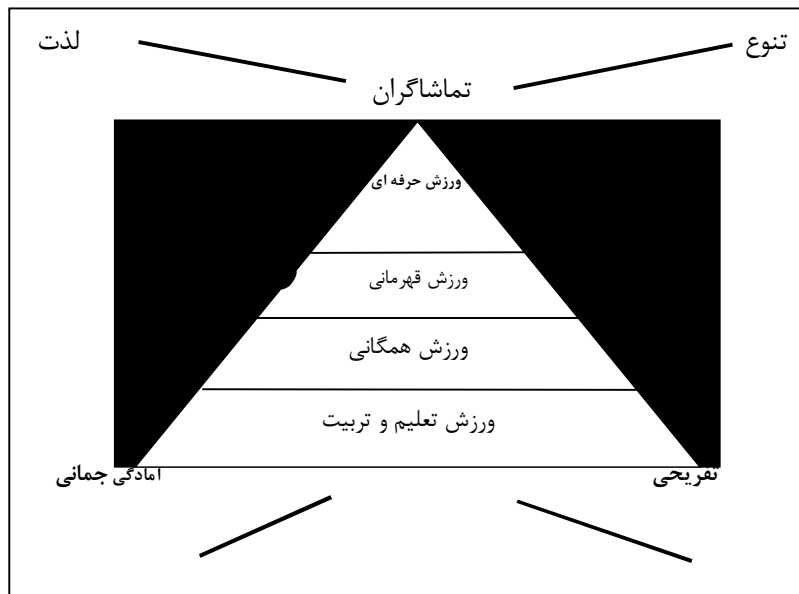 تنوع
لذت
تماشاگران
ورزش حرفه ای
ورزش قهرمانی
ورزش همگانی
ورزش تعلیم و تربیت
تفریحی
امادگی جمانی